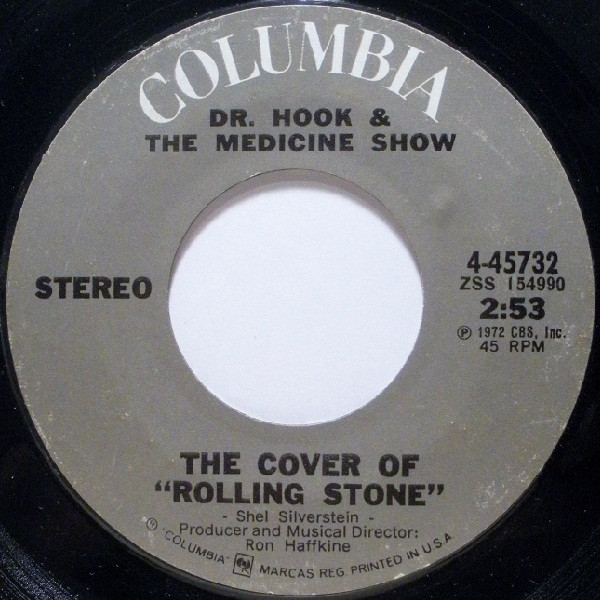 COLUMBIA
DR. HOOK &
THE MEDICINE SHOW
STEREO
4-45732
ZSS 154990
2:53
℗ 1972 CBS, Inc.
45 RPM
THE COVER OF
"ROLLING STONE"
- Shel Silverstein -
Producer and Musical Director:
Ron Haffkine
"COLUMBIA" MARCAS REG. PRINTED IN U.S.A.